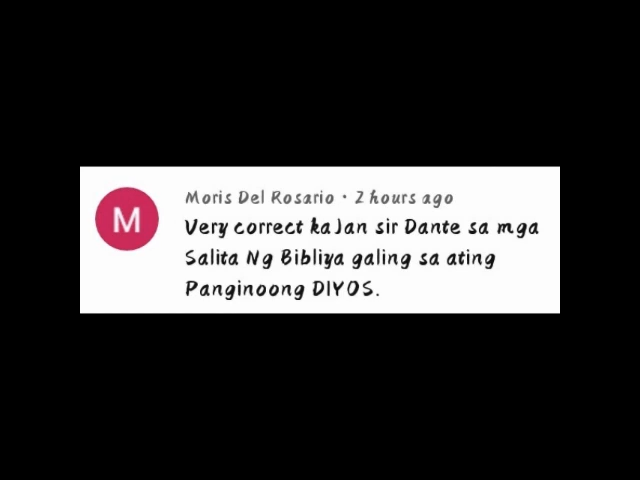 M
Moris Del Rosario • 2 hours ago
Very correct ka Jan sir Dante sa mga
Salita Ng Bibliya galing sa ating
Panginoong DIYOS.